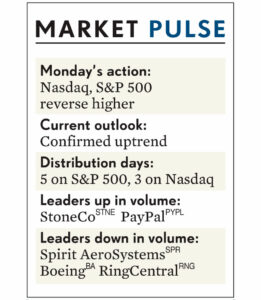 MARKET PULSE
Monday's action:
Nasdaq, S&P 500
reverse higher
Current outlook:
Confirmed uptrend
Distribution days:
5 on S&P 500, 3 on Nasdaq
Leaders up in volume:
StoneCo STNE PayPal PYPL
Leaders down in volume:
Spirit AeroSystems SPR
Boeing BA RingCentral RNG